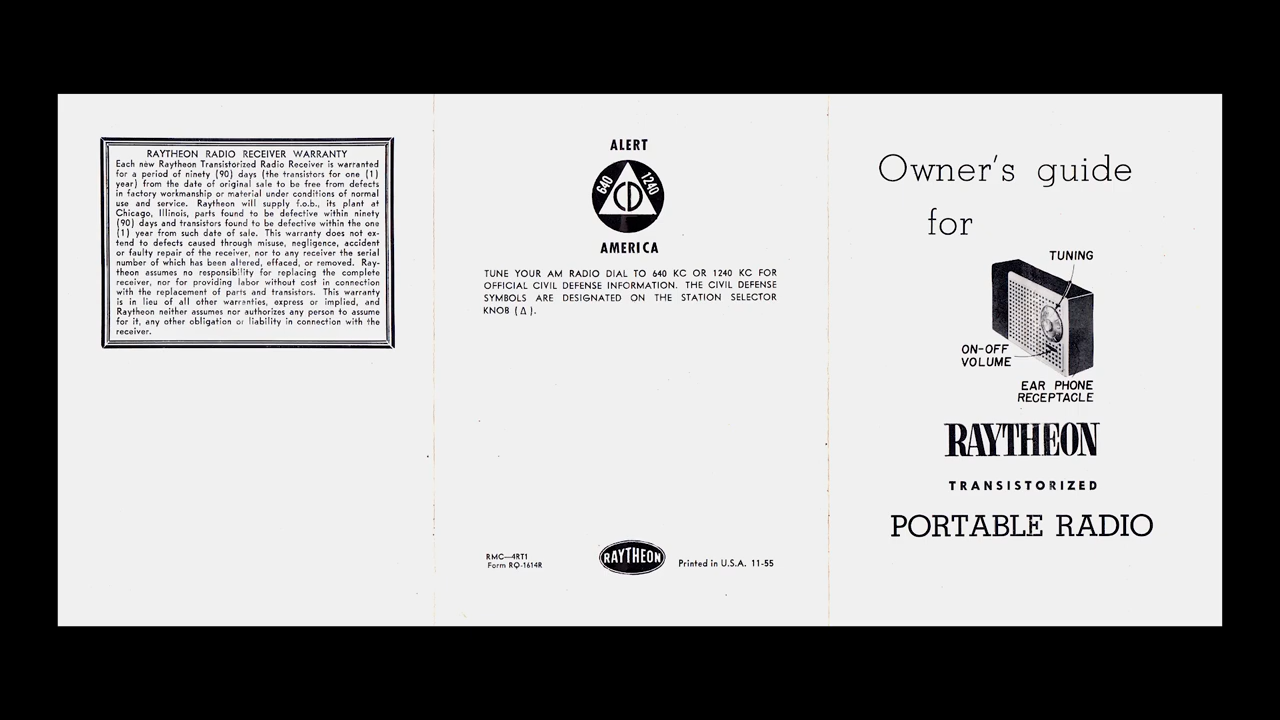 RAYTHEON RADIO RECEIVER WARRANTY
Each new Raytheon Transistorized Radio Receiver is warranted
for a period of ninety (90) days (the transistors for one (1)
year) from the date of original sale to be free from defects
in factory workmanship or material under conditions of normal
use and service. Raytheon will supply f.o.b., its plant at
Chicago, Illinois, parts found to be defective within ninety
(90) days and transistors found to be defective within the one
(1) year from such date of sale. This warranty does not ex-
tend to defects caused through misuse, negligence, accident
or faulty repair of the receiver, nor to any receiver the serial
number of which has been altered, effaced, or removed. Ray-
theon assumes no responsibility for replacing the complete
receiver, nor for providing labor without cost in connection
with the replacement of parts and transistors. This warranty
is in lieu of all other warranties, express or implied, and
Raytheon neither assumes nor authorizes any person to assume
for it, any other obligation or liability in connection with the
receiver.
ALERT
640 CD 1240
AMERICA
TUNE YOUR AM RADIO DIAL TO 640 KC OR 1240 KC FOR
OFFICIAL CIVIL DEFENSE INFORMATION. THE CIVIL DEFENSE
SYMBOLS ARE DESIGNATED ON THE STATION SELECTOR
KNOB (Δ).
RMC—4RT1
Form RO-1614R
RAYTHEON
Printed in U.S.A. 11-55
Owner's guide
for
TUNING
ON-OFF
VOLUME
EAR PHONE
RECEPTACLE
RAYTHEON
TRANSISTORIZED
PORTABLE RADIO